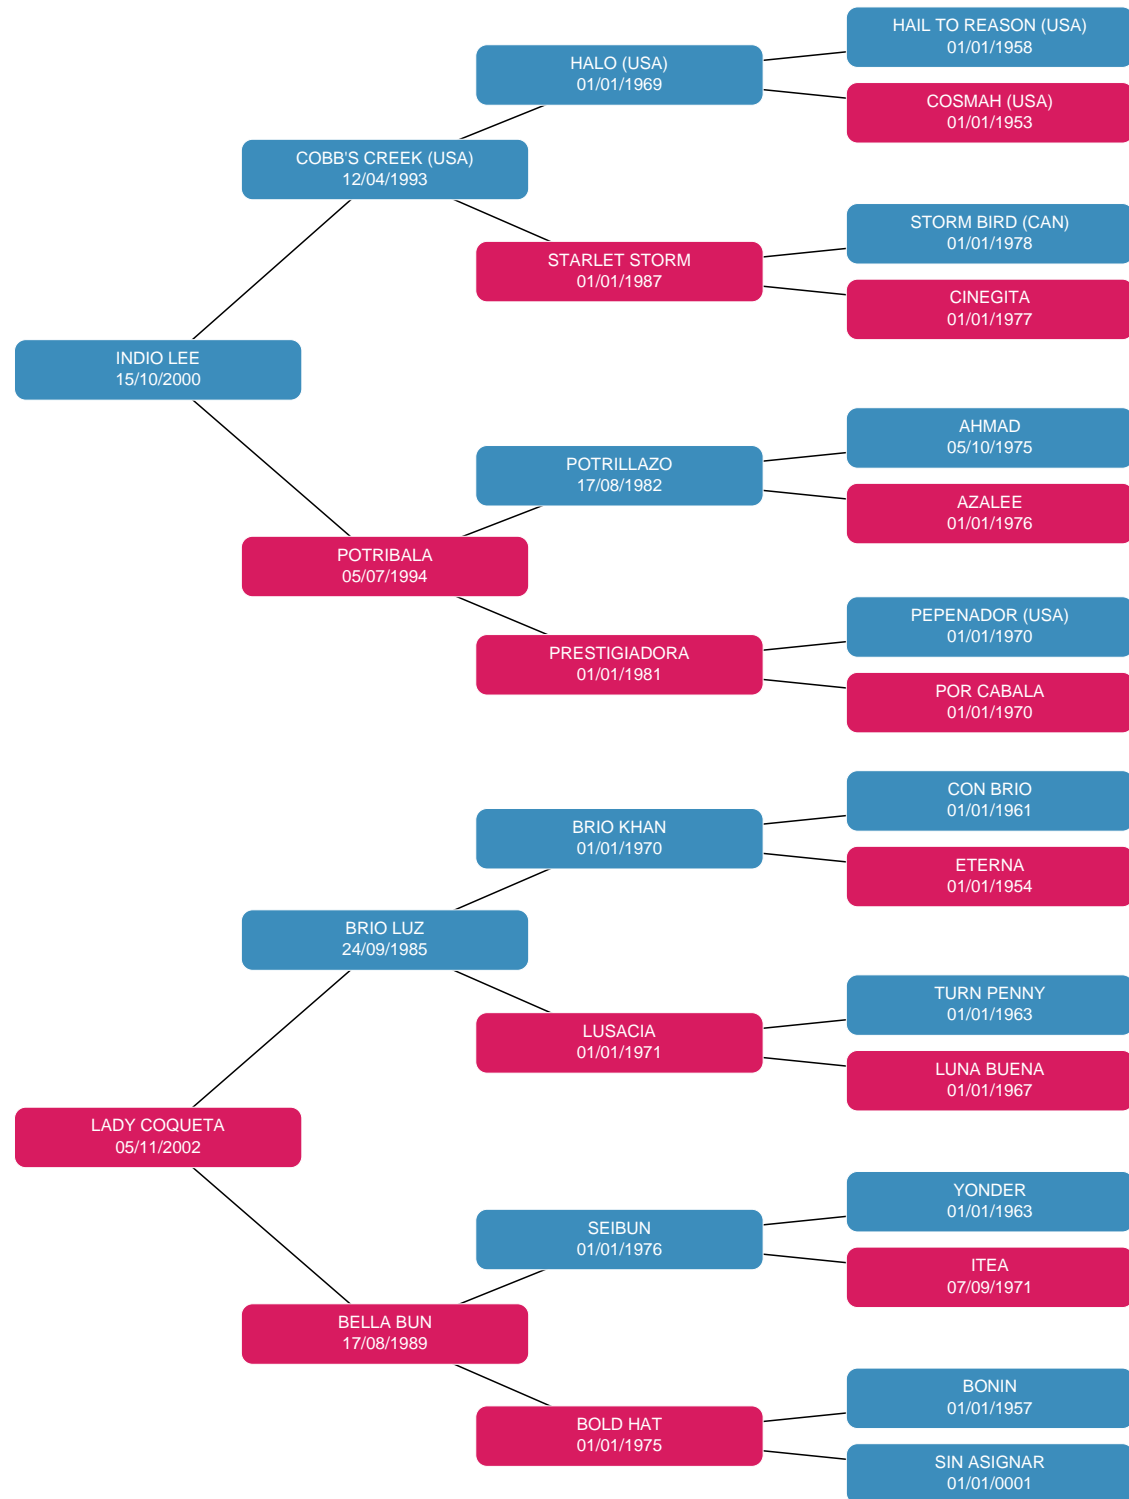 HAIL TO REASON (USA)
01/01/1958
HALO (USA)
01/01/1969
COSMAH (USA)
01/01/1953
COBB'S CREEK (USA)
12/04/1993
STORM BIRD (CAN)
01/01/1978
STARLET STORM
01/01/1987
CINEGITA
01/01/1977
INDIO LEE
15/10/2000
AHMAD
05/10/1975
POTRILLAZO
17/08/1982
AZALEE
01/01/1976
POTRIBALA
05/07/1994
PEPENADOR (USA)
01/01/1970
PRESTIGIADORA
01/01/1981
POR CABALA
01/01/1970
CON BRIO
01/01/1961
BRIO KHAN
01/01/1970
ETERNA
01/01/1954
BRIO LUZ
24/09/1985
TURN PENNY
01/01/1963
LUSACIA
01/01/1971
LUNA BUENA
01/01/1967
LADY COQUETA
05/11/2002
YONDER
01/01/1963
SEIBUN
01/01/1976
ITEA
07/09/1971
BELLA BUN
17/08/1989
BONIN
01/01/1957
BOLD HAT
01/01/1975
SIN ASIGNAR
01/01/0001